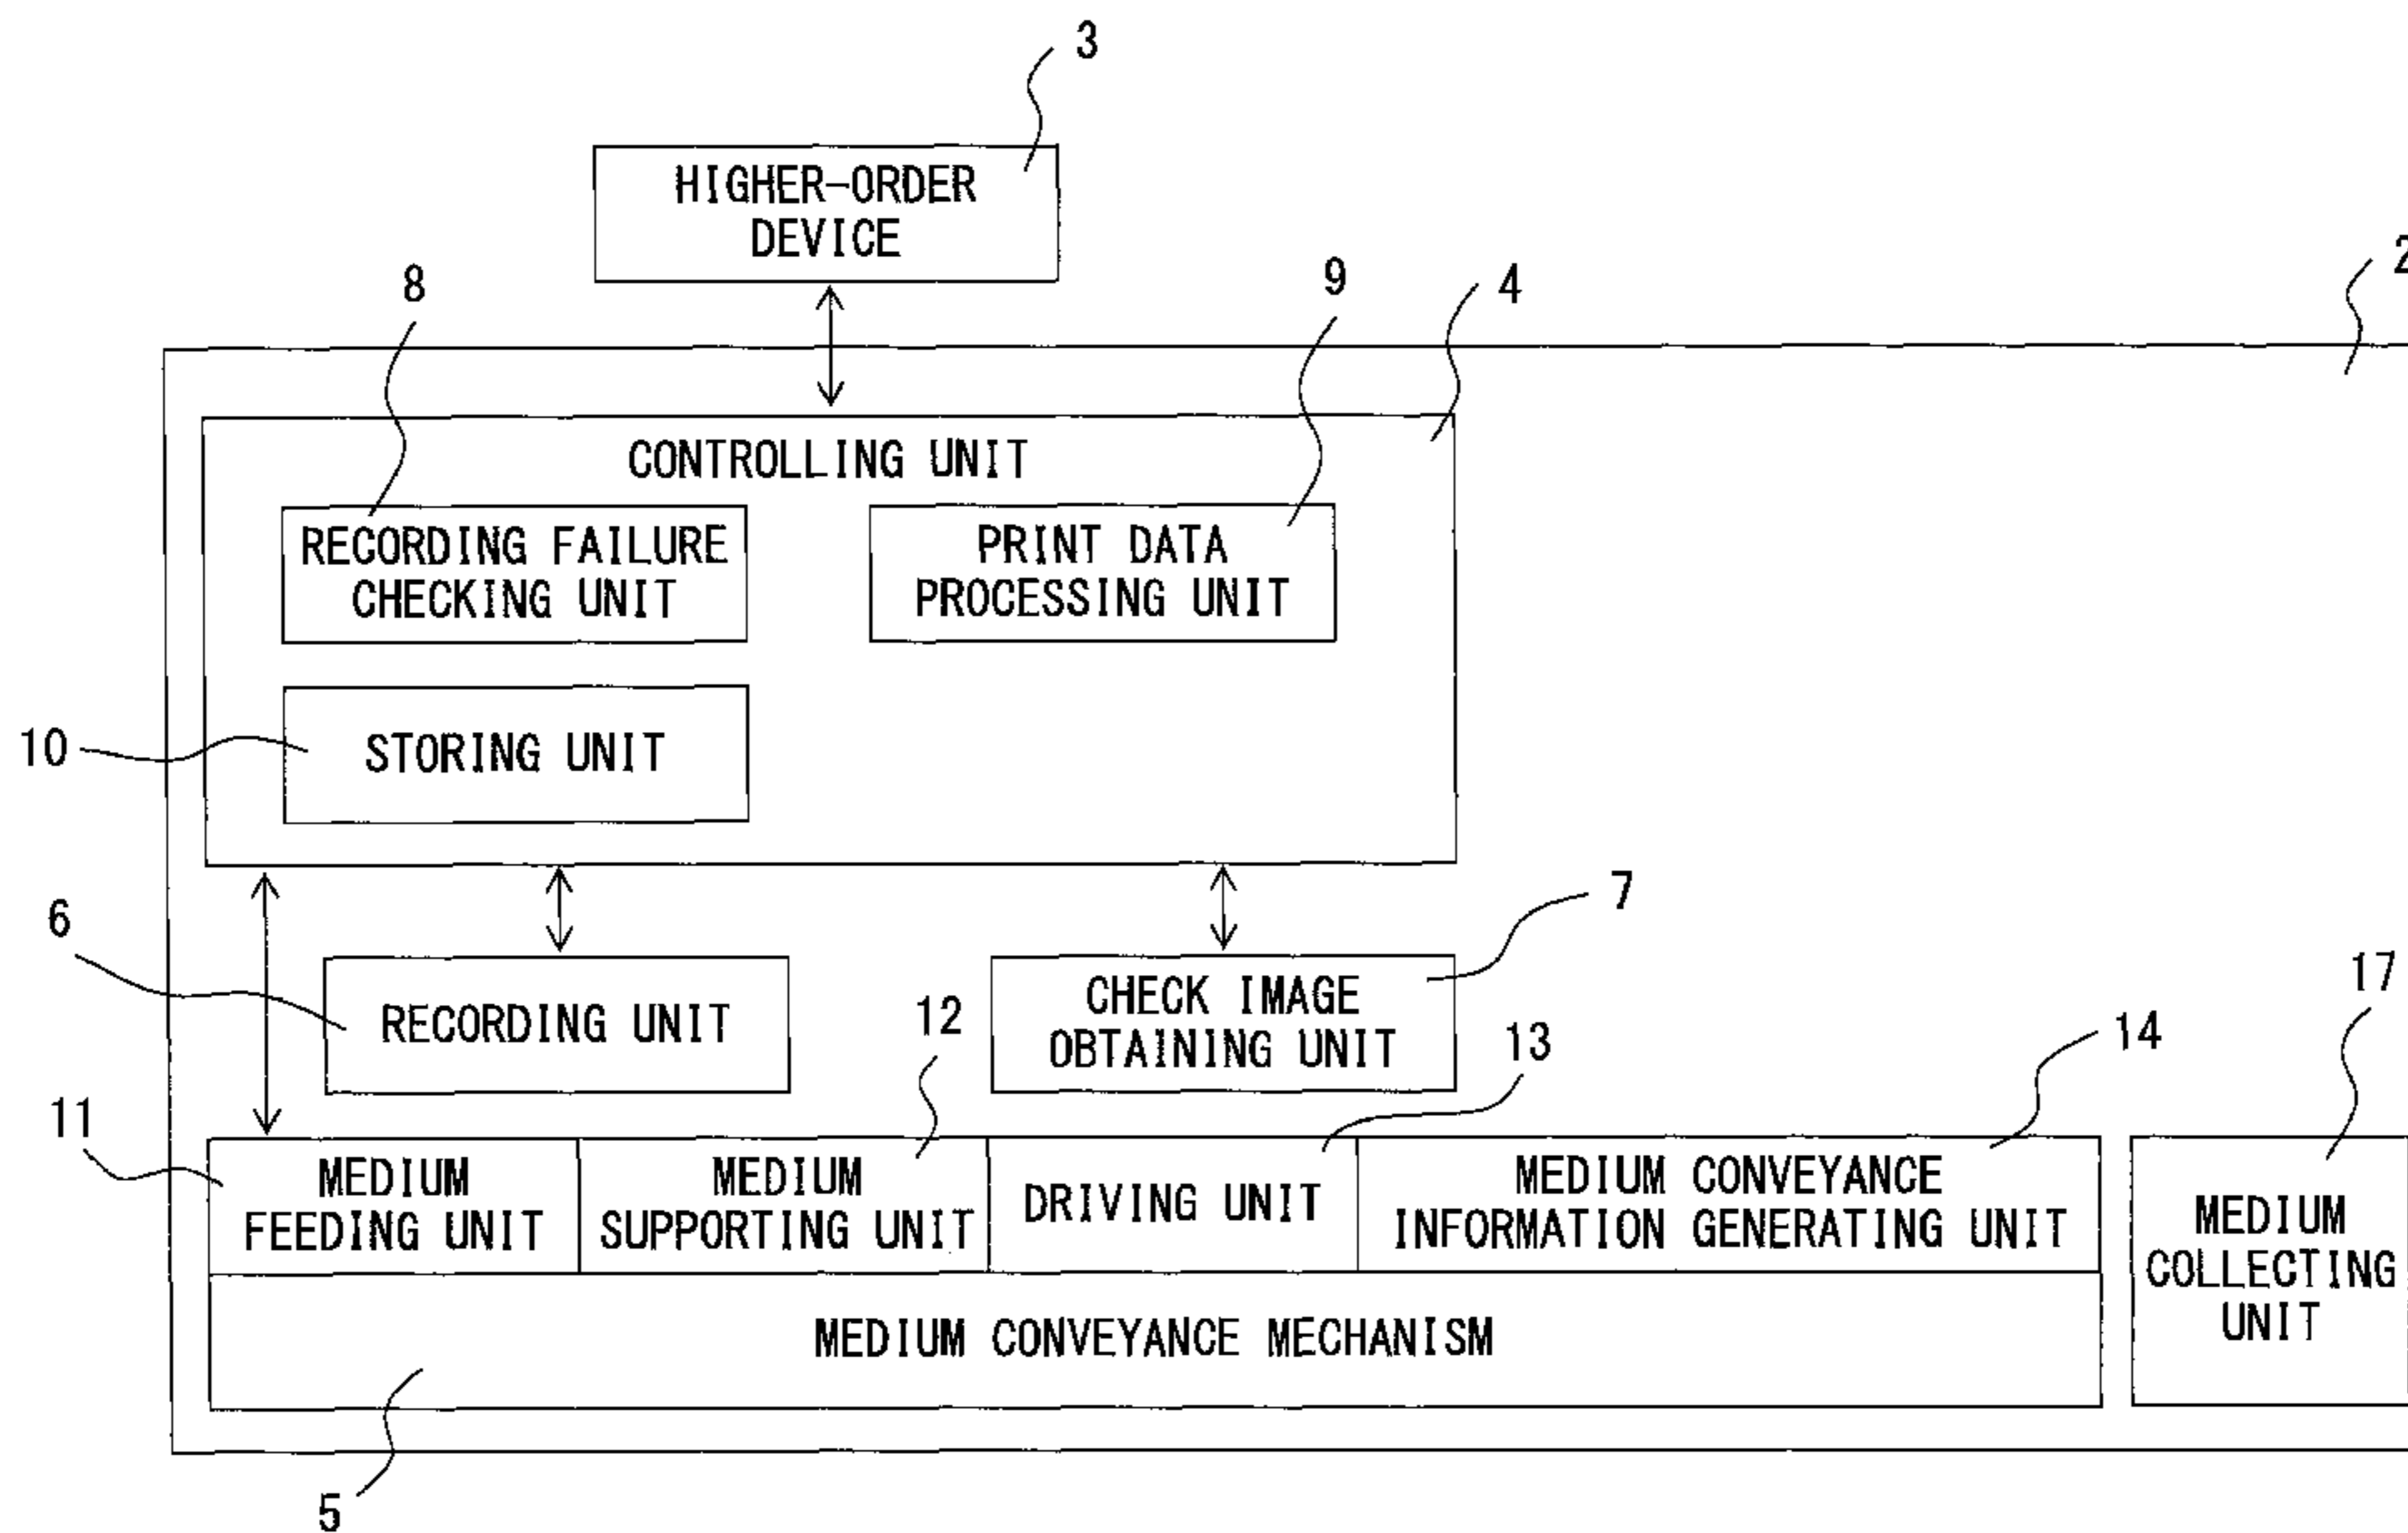 3
HIGHER-ORDER
DEVICE
8
9
4
2
CONTROLLING UNIT
RECORDING FAILURE
CHECKING UNIT
PRINT DATA
PROCESSING UNIT
10
STORING UNIT
6
7
17
RECORDING UNIT
12
CHECK IMAGE
OBTAINING UNIT
13
14
11
MEDIUM
FEEDING UNIT
MEDIUM
SUPPORTING UNIT
DRIVING UNIT
MEDIUM CONVEYANCE
INFORMATION GENERATING UNIT
MEDIUM
COLLECTING
UNIT
MEDIUM CONVEYANCE MECHANISM
5